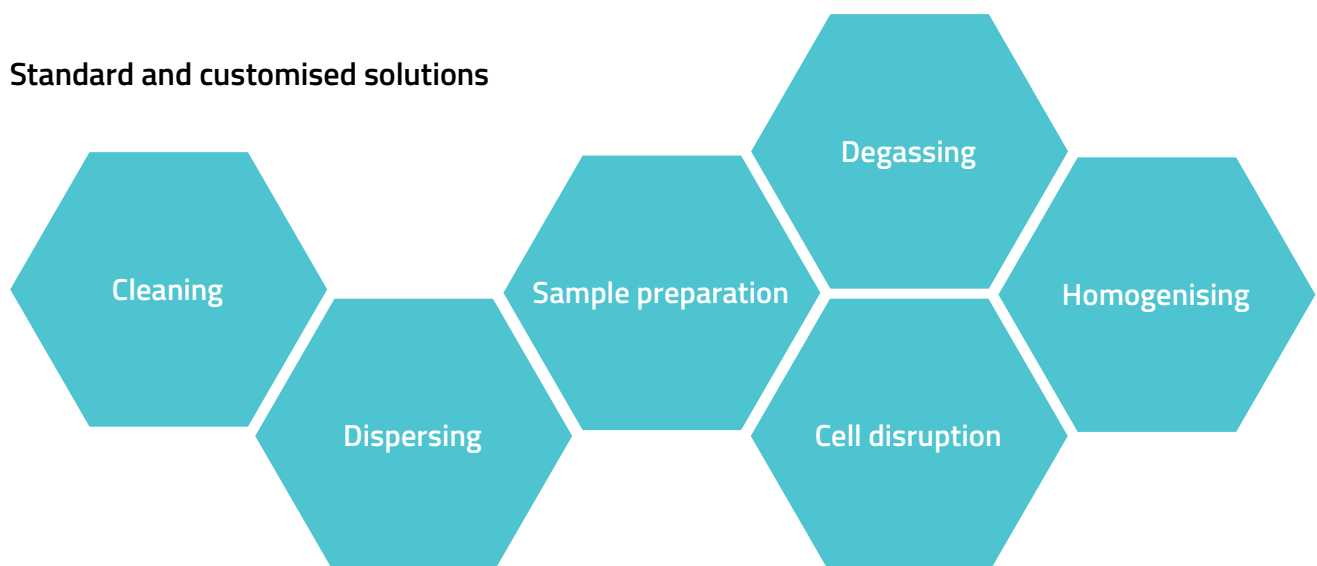 Standard and customised solutions
Cleaning
Dispersing
Sample preparation
Degassing
Cell disruption
Homogenising